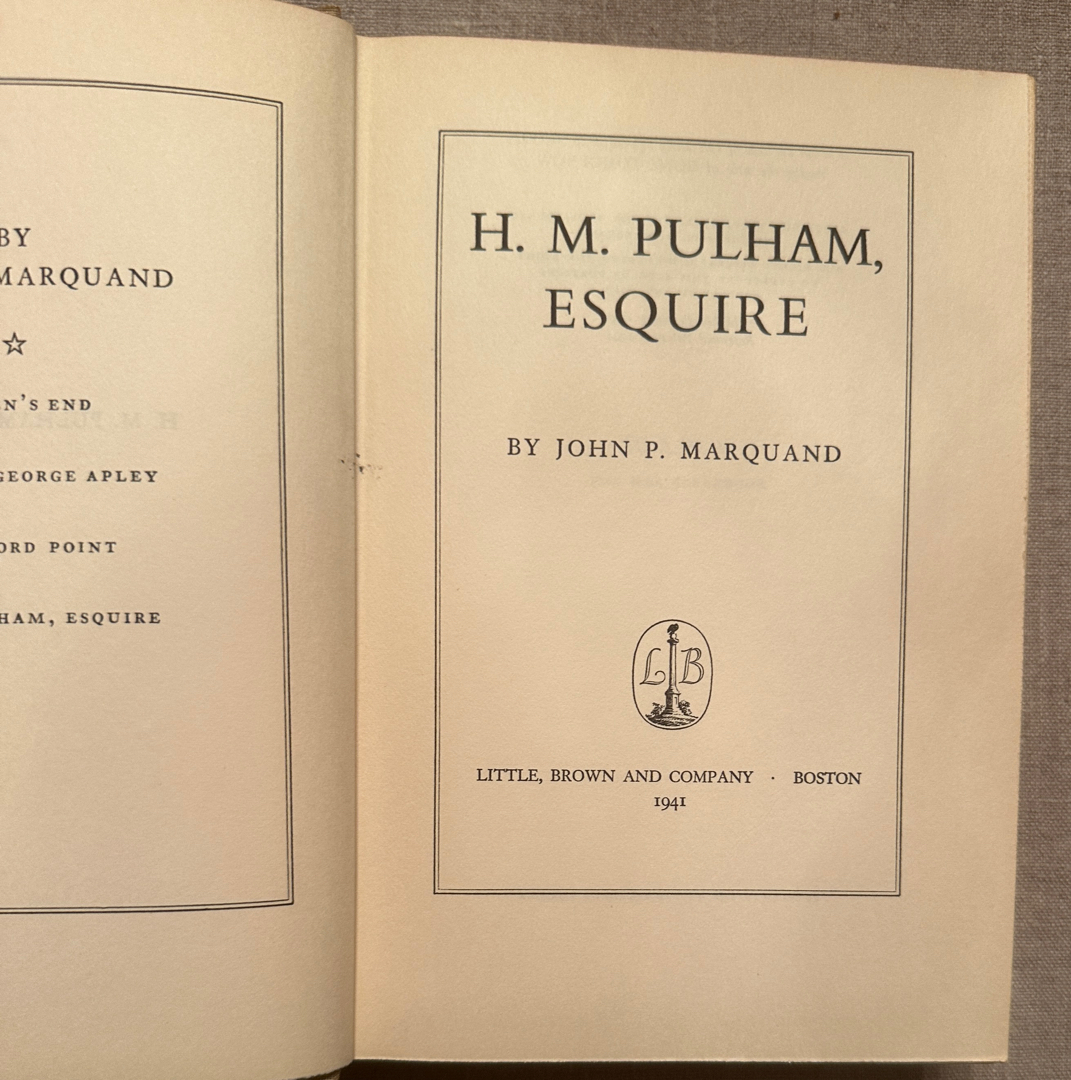 BY
MARQUAND
N'S END
GEORGE APLEY
ORD POINT
HAM, ESQUIRE
H. M. PULHAM,
ESQUIRE
BY JOHN P. MARQUAND
L B
LITTLE, BROWN AND COMPANY · BOSTON
1941